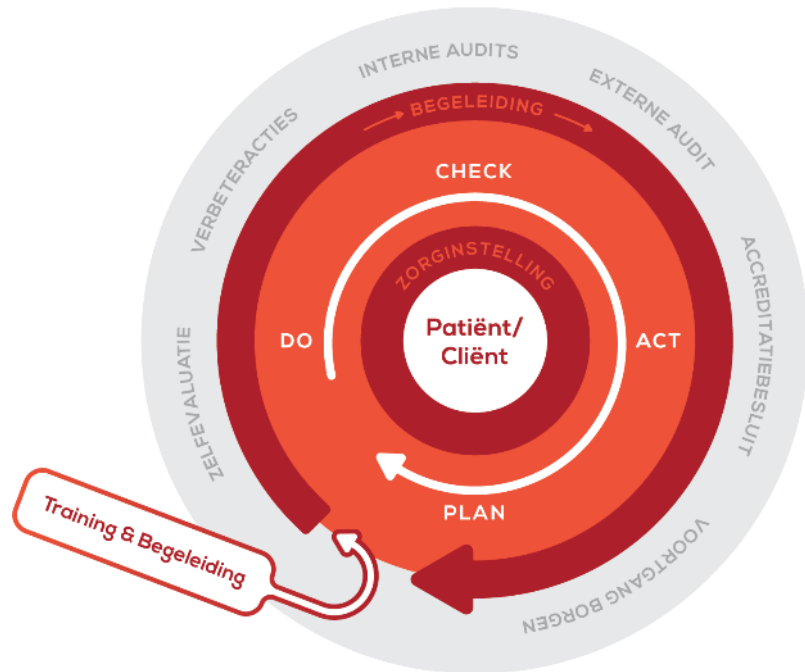 INTERNE AUDITS
EXTERNE AUDIT
ACCREDITATIEBESLUIT
VOORTGANG BORGEN
ZELFEVALUATIE
VERBETERACTIES
BEGELEIDING
CHECK
ACT
PLAN
DO
ZORGINSTELLING
Patiënt/
Cliënt
Training & Begeleiding